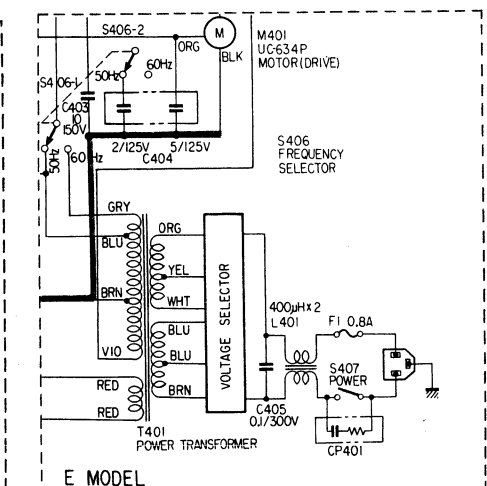 S406-2
M
ORG
M401
UC-634P
MOTOR(DRIVE)
BLK
50Hz
60Hz
S406-1
C403
10
150V
2/125V
5/125V
C404
50Hz
60Hz
S406
FREQUENCY
SELECTOR
GRY
ORG
BLU
YEL
BRN
WHT
BLU
VIO
BLU
RED
BRN
RED
VOLTAGE SELECTOR
400µH×2
L401
F1 0.8A
S407
POWER
C405
0.1/300V
T401
POWER TRANSFORMER
CP401
E MODEL